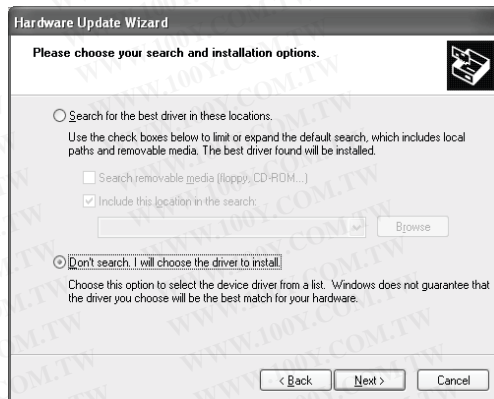 Hardware Update Wizard
Please choose your search and installation options.
Search for the best driver in these locations.
Use the check boxes below to limit or expand the default search, which includes local
paths and removable media. The best driver found will be installed.
Search removable media (floppy, CD-ROM...)
Include this location in the search:
Browse
Don't search. I will choose the driver to install.
Choose this option to select the device driver from a list. Windows does not guarantee that
the driver you choose will be the best match for your hardware.
< Back
Next >
Cancel
WWW.100Y.COM.TW